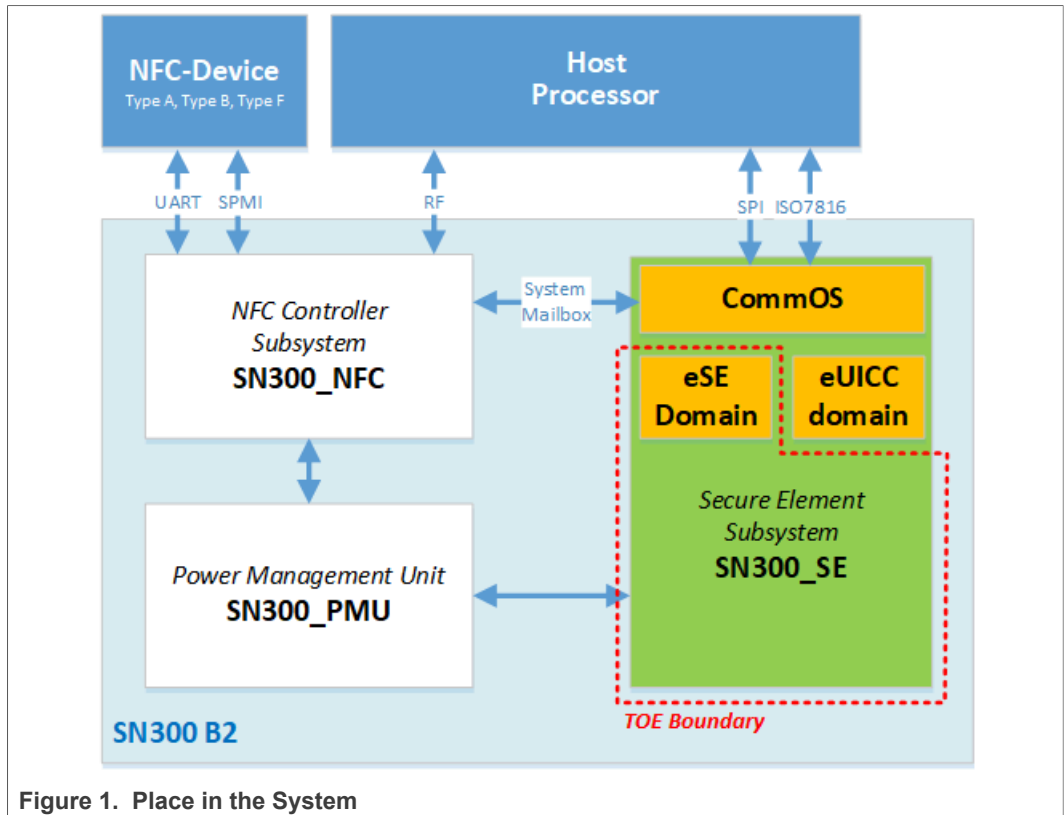 NFC-Device
Type A, Type B, Type F
Host
Processor
UART
SPMI
RF
SPI
ISO7816
System
Mailbox
NFC Controller
Subsystem
SN300_NFC
CommOS
eSE
Domain
eUICC
domain
Secure Element
Subsystem
SN300_SE
Power Management Unit
SN300_PMU
TOE Boundary
SN300 B2
Figure 1. Place in the System